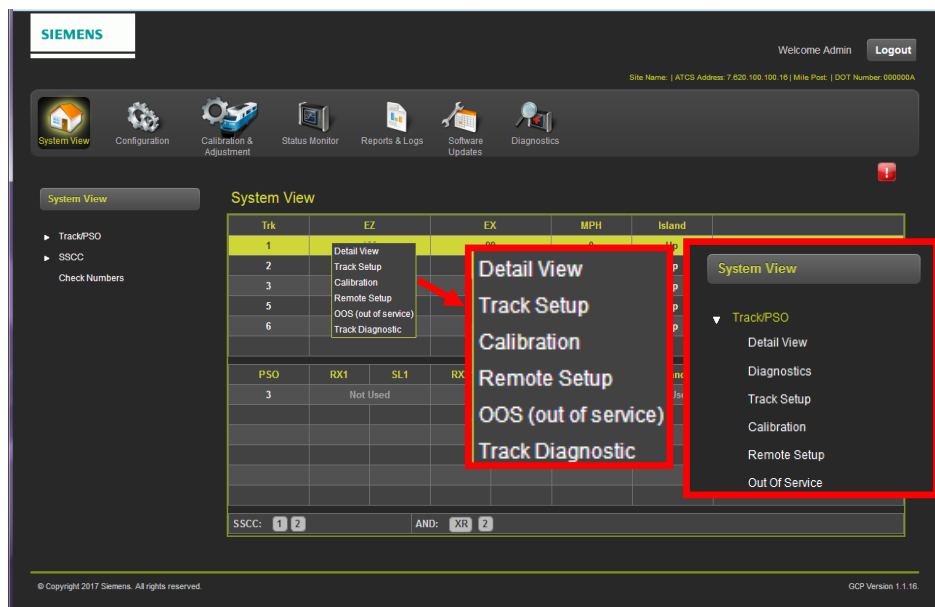 SIEMENS
Welcome Admin Logout
Site Name: | ATCS Address: 7.620.100.100.16 | Mile Post: | DOT Number: 000000A
System View Configuration Calibration & Adjustment Status Monitor Reports & Logs Software Updates Diagnostics
!
System View
Track/PSO
SSCC
Check Numbers
System View
Trk EZ EX MPH Island
1
2
3
5
6
Detail View
Track Setup
Calibration
Remote Setup
OOS (out of service)
Track Diagnostic
Detail View
Track Setup
Calibration
Remote Setup
OOS (out of service)
Track Diagnostic
System View
Track/PSO
Detail View
Diagnostics
Track Setup
Calibration
Remote Setup
Out Of Service
PSO RX1 SL1
3 Not Used
SSCC: 1 2 AND: XR 2
© Copyright 2017 Siemens. All rights reserved. GCP Version 1.1.16.